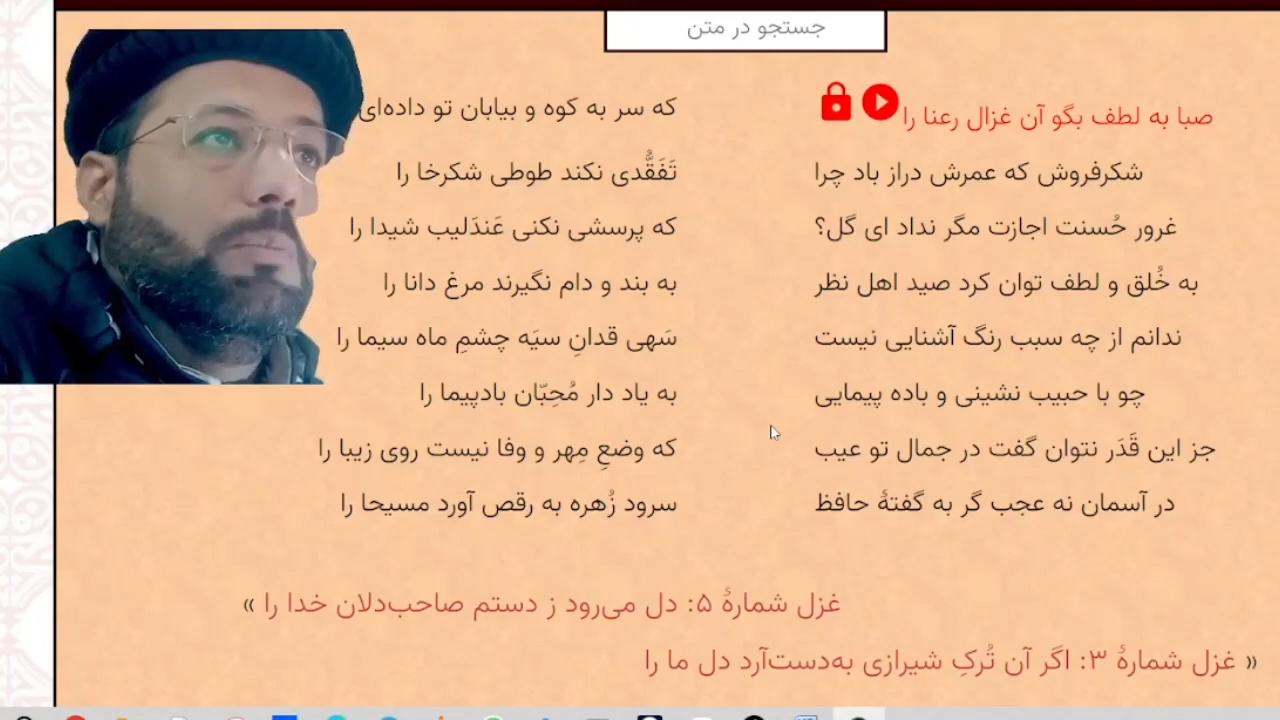 جستجو در متن
صبا به لطف بگو آن غزال رعنا را که سر به کوه و بیابان تو داده‌ای
شکرفروش که عمرش دراز باد چرا تَفَقُّدی نکند طوطی شکرخا را
غرور حُسنت اجازت مگر نداد ای گل؟ که پرسشی نکنی عَندَلیب شیدا را
به خُلق و لطف توان کرد صید اهل نظر به بند و دام نگیرند مرغ دانا را
ندانم از چه سبب رنگ آشنایی نیست سَهی قدانِ سیَه چشمِ ماه سیما را
چو با حبیب نشینی و باده پیمایی به یاد دار مُحِبّان بادپیما را
جز این قَدَر نتوان گفت در جمال تو عیب که وضعِ مِهر و وفا نیست روی زیبا را
در آسمان نه عجب گر به گفتهٔ حافظ سرود زُهره به رقص آورد مسیحا را
غزل شمارهٔ ۵: دل می‌رود ز دستم صاحب‌دلان خدا را »
« غزل شمارهٔ ۳: اگر آن تُرکِ شیرازی به‌دست‌آرد دل ما را